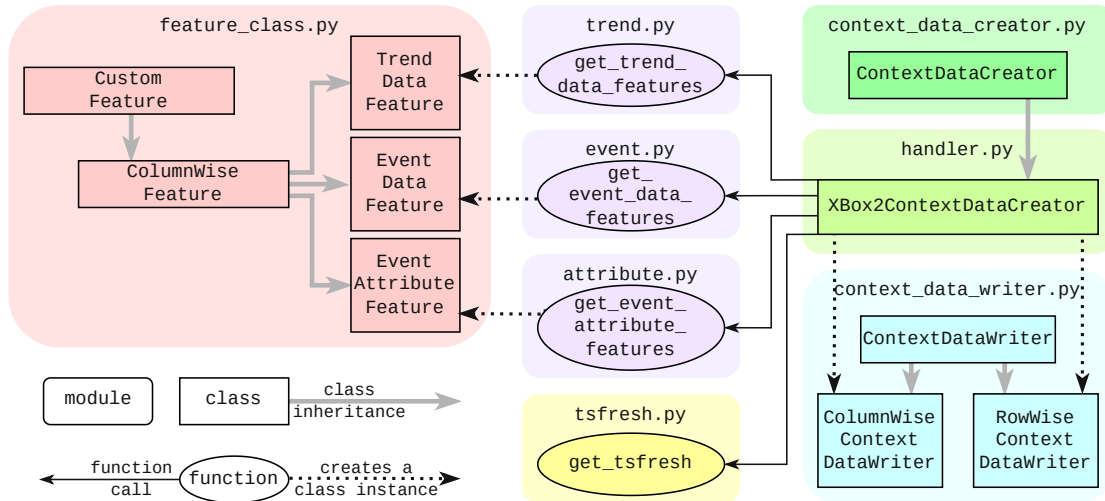 feature_class.py
Custom
Feature
ColumnWise
Feature
Trend
Data
Feature
Event
Data
Feature
Event
Attribute
Feature
trend.py
get_trend_
data_features
event.py
get_
event_data_
features
attribute.py
get_event_
attribute_
features
tsfresh.py
get_tsfresh
context_data_creator.py
ContextDataCreator
handler.py
XBox2ContextDataCreator
context_data_writer.py
ContextDataWriter
ColumnWise
Context
DataWriter
RowWise
Context
DataWriter
module
class
class
inheritance
function
call
function
creates a
class instance